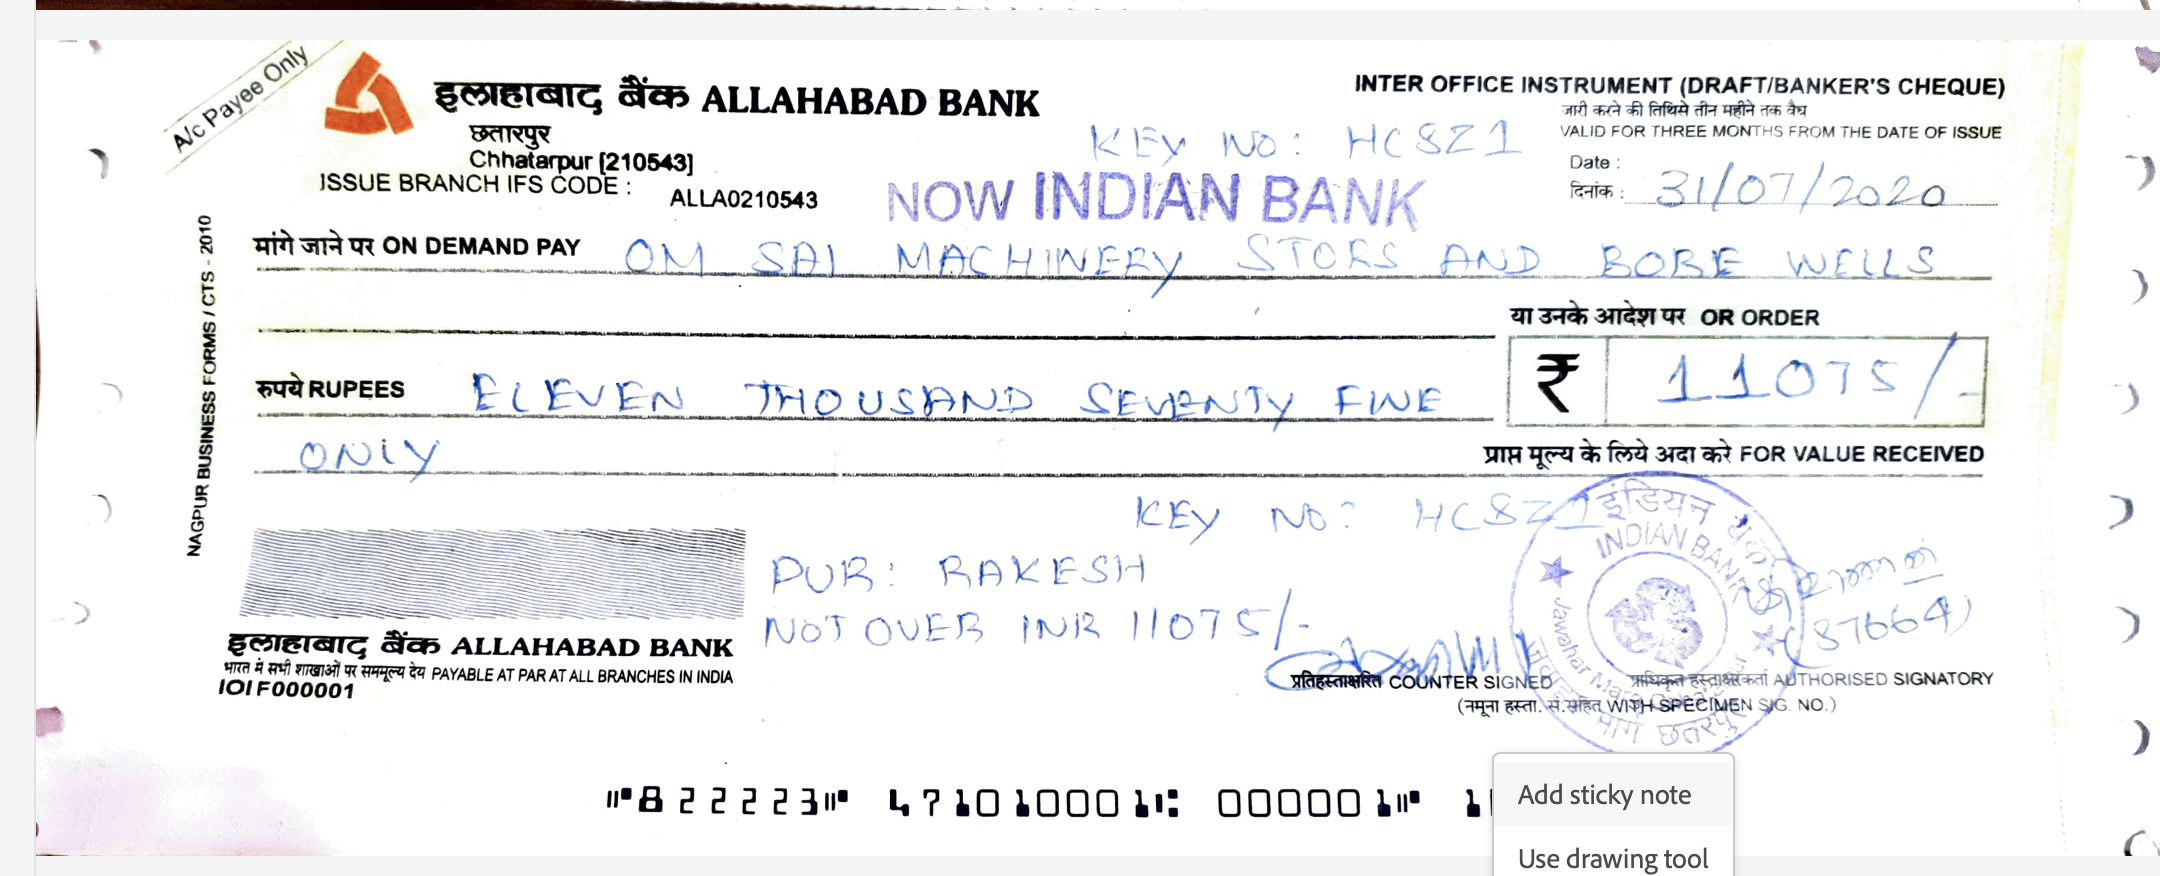 A/c Payee Only
इलाहाबाद बैंक ALLAHABAD BANK
छतारपुर
Chhatarpur [210543]
ISSUE BRANCH IFS CODE : ALLA0210543
INTER OFFICE INSTRUMENT (DRAFT/BANKER'S CHEQUE)
जारी करने की तिथिसे तीन महीने तक वैध
VALID FOR THREE MONTHS FROM THE DATE OF ISSUE
KEY NO: HC8Z1
Date :
दिनांक : 31/07/2020
NOW INDIAN BANK
मांगे जाने पर ON DEMAND PAY OM SAI MACHINERY STORS AND BORE WELLS
या उनके आदेश पर OR ORDER
रुपये RUPEES ELEVEN THOUSAND SEVENTY FIVE
₹ 11075/-
ONLY
प्राप्त मूल्य के लिये अदा करे FOR VALUE RECEIVED
NAGPUR BUSINESS FORMS / CTS - 2010
KEY NO: HC8Z1
PUR: RAKESH
NOT OVER INR 11075/-
इंडियन बैंक
INDIAN BANK
Jawahar Marg
छतरपुर
(37664)
इलाहाबाद बैंक ALLAHABAD BANK
भारत में सभी शाखाओं पर सममूल्य देय PAYABLE AT PAR AT ALL BRANCHES IN INDIA
IOI F000001
प्रतिहस्ताक्षरित COUNTER SIGNED
प्राधिकृत हस्ताक्षरकर्ता AUTHORISED SIGNATORY
(नमूना हस्ता. सं.सहित WITH SPECIMEN SIG. NO.)
822223 471010001 000001 1
Add sticky note
Use drawing tool